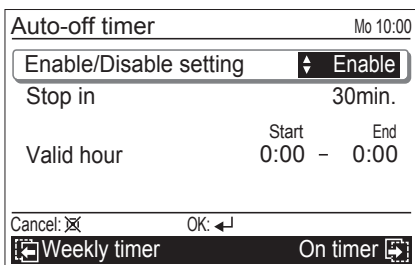 Auto-off timer Mo 10:00
Enable/Disable setting Enable
Stop in 30min.
Start End
Valid hour 0:00 – 0:00
Cancel: OK:
Weekly timer On timer